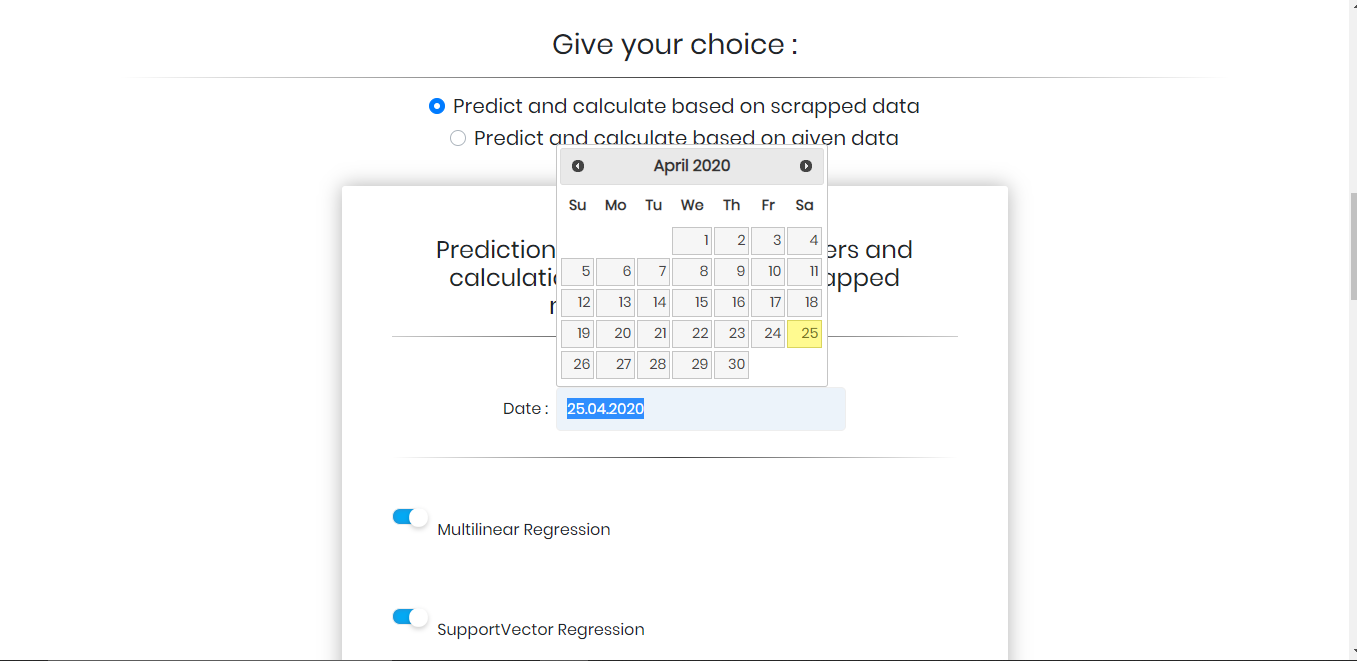 Give your choice :
Predict and calculate based on scrapped data
Predict and calculate based on given data
April 2020
Su Mo Tu We Th Fr Sa
1 2 3 4
5 6 7 8 9 10 11
12 13 14 15 16 17 18
19 20 21 22 23 24 25
26 27 28 29 30
Prediction ers and
calculati apped
Date : 25.04.2020
Multilinear Regression
SupportVector Regression